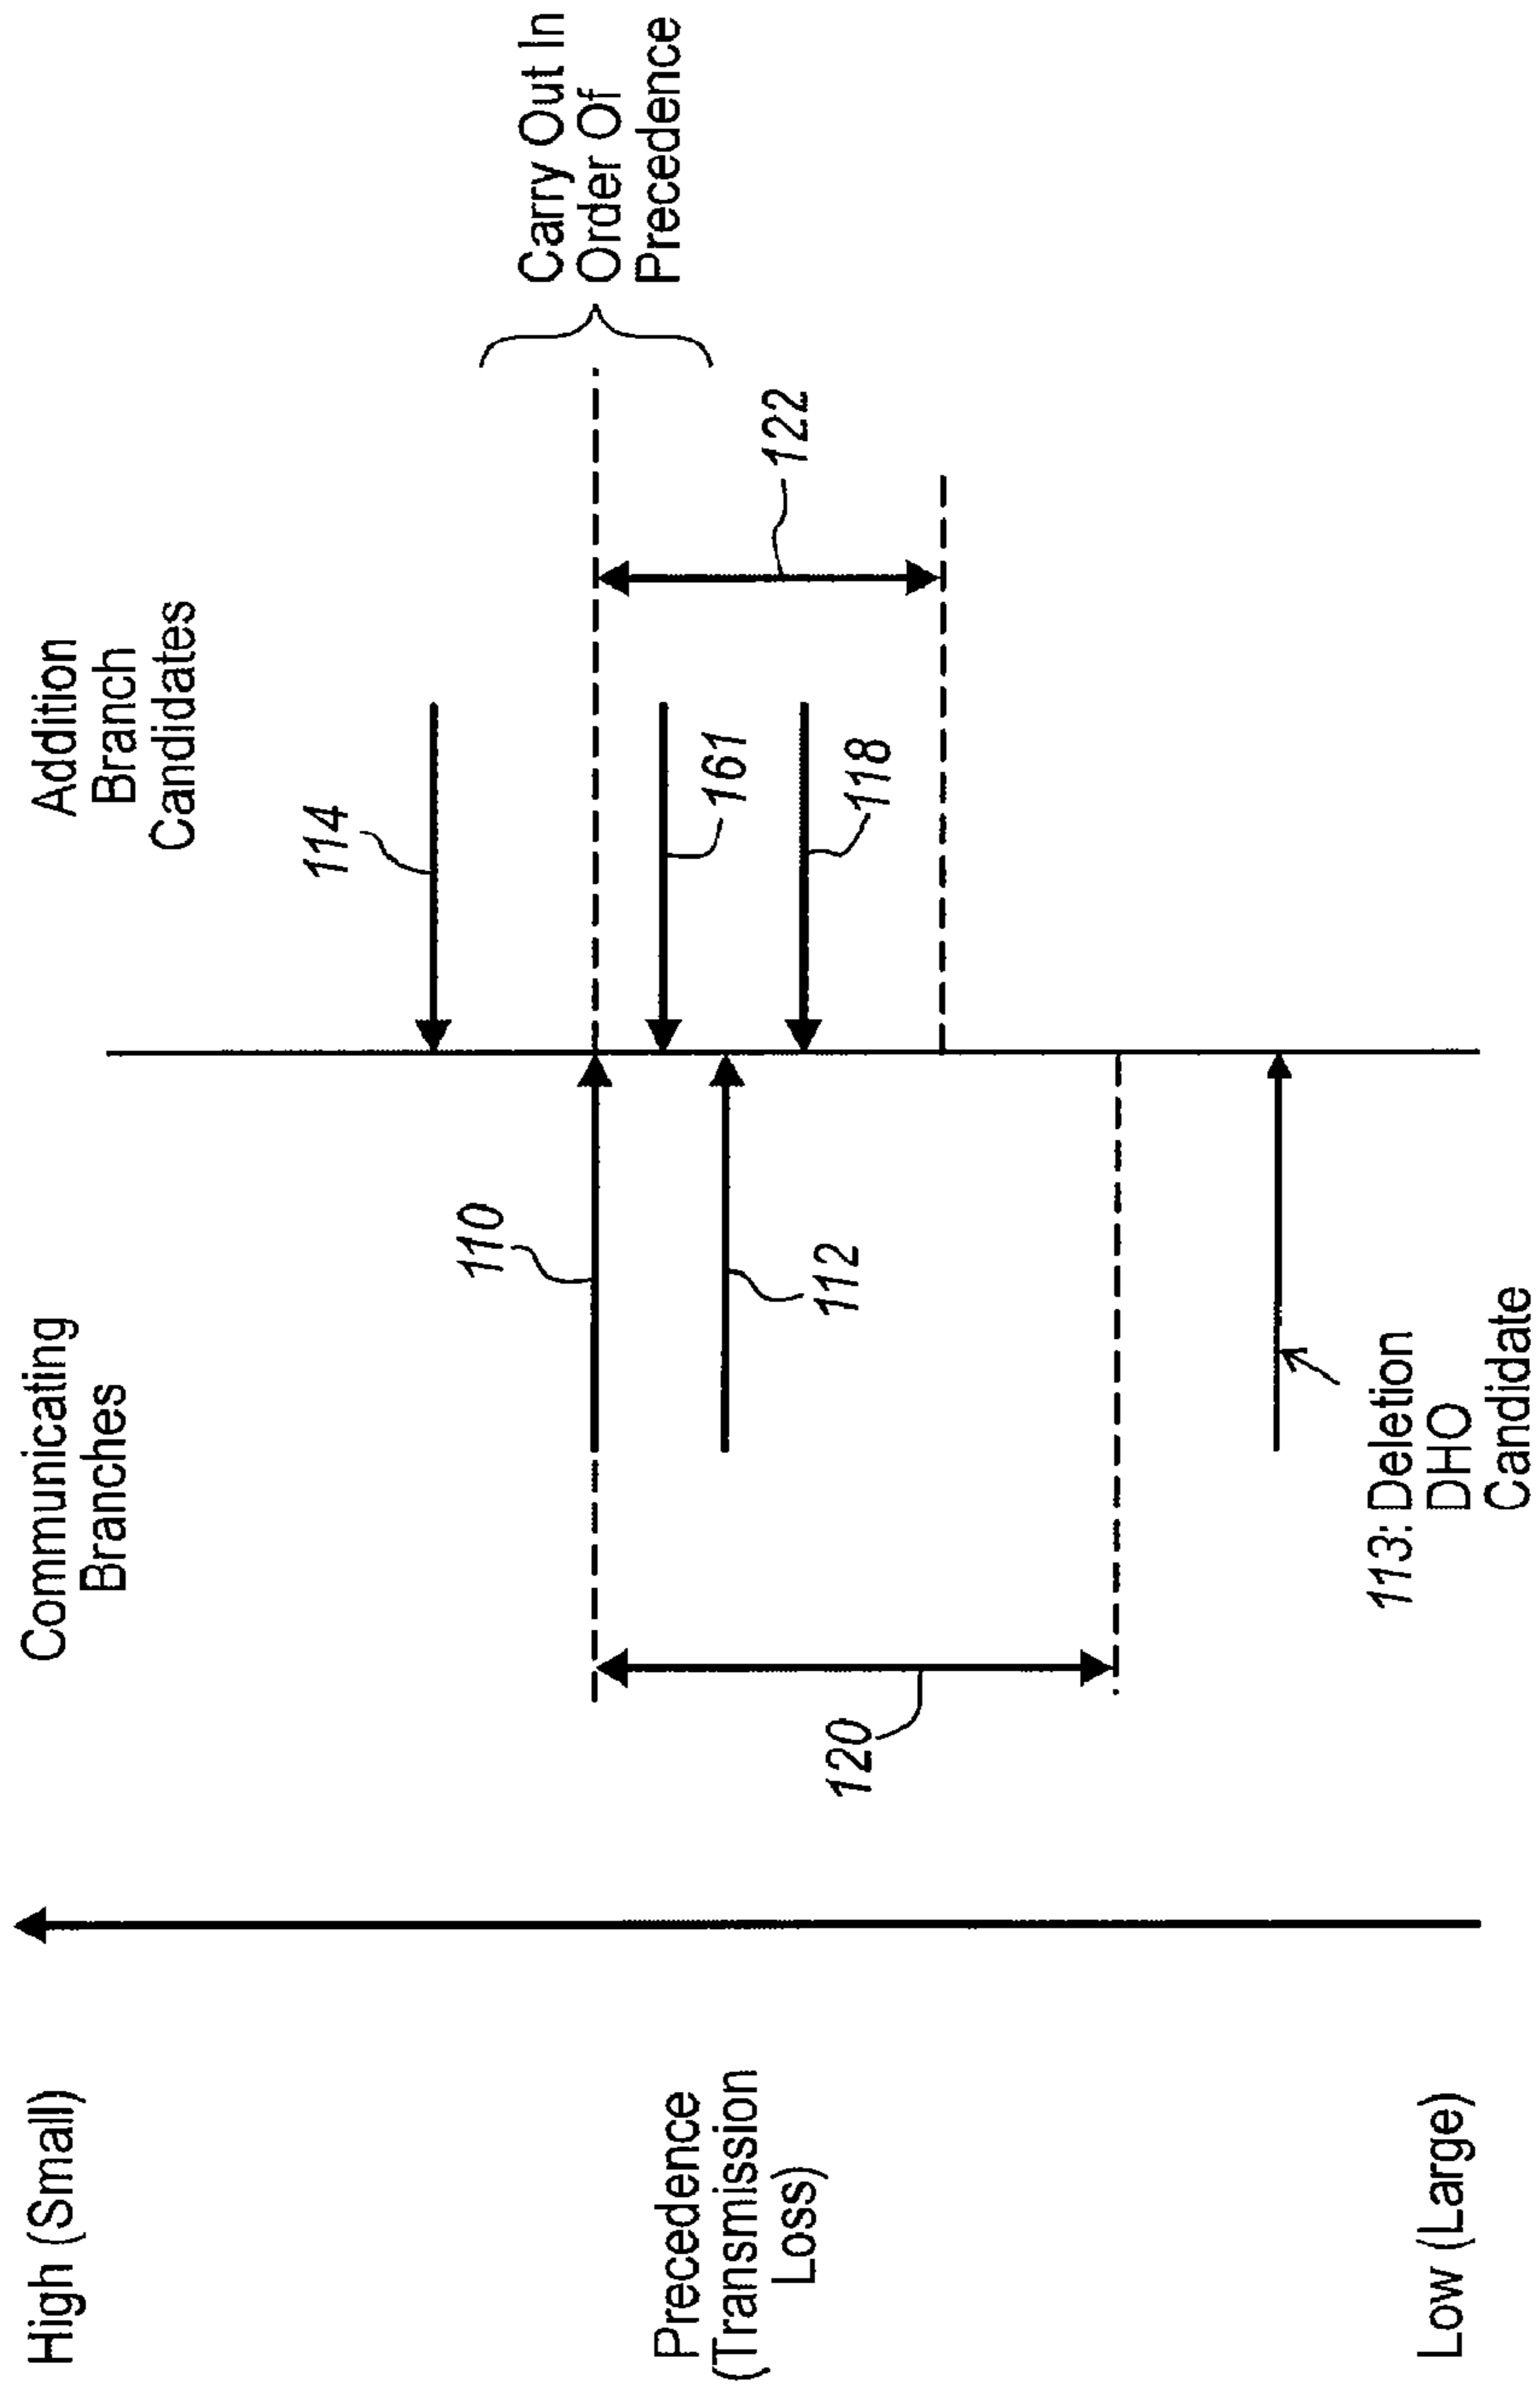 High (Small)
Precedence
(Transmission
Loss)
Low (Large)
Communicating
Branches
110
112
120
113: Deletion
DHO
Candidate
Addition
Branch
Candidates
114
161
118
122
Carry Out In
Order Of
Precedence